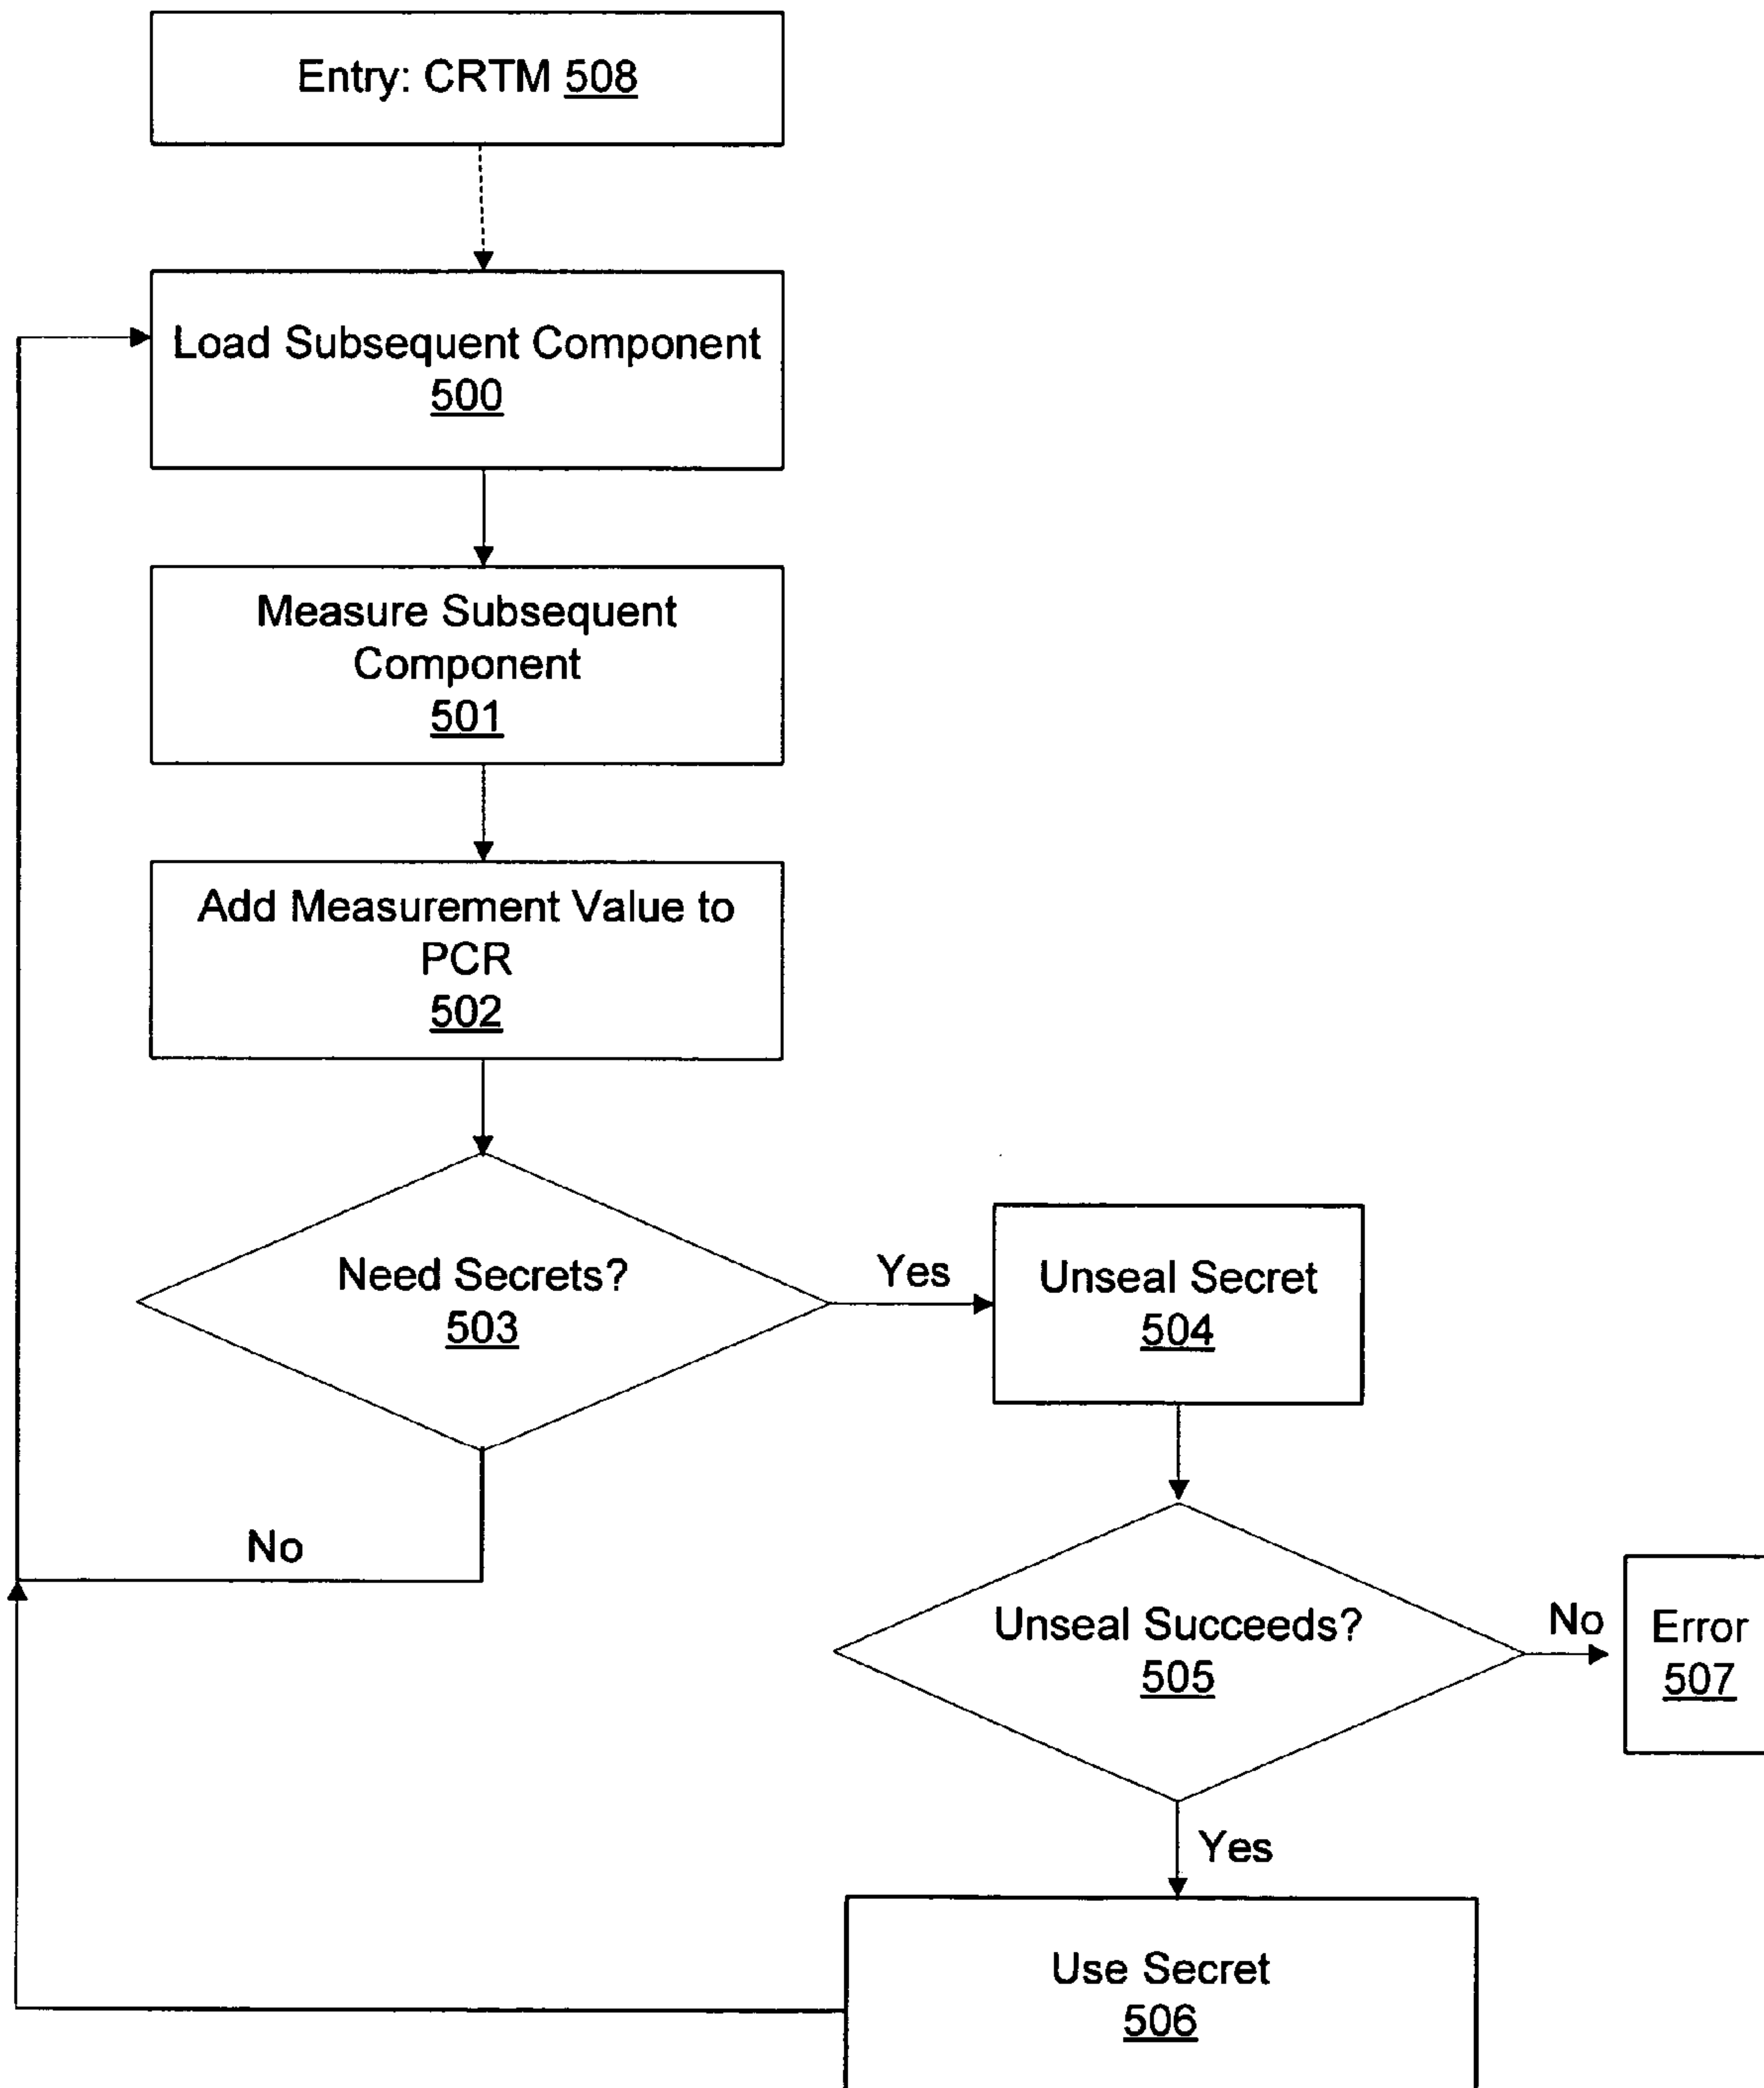 Entry: CRTM 508
Load Subsequent Component
500
Measure Subsequent
Component
501
Add Measurement Value to
PCR
502
Need Secrets?
503
Yes
Unseal Secret
504
No
Unseal Succeeds?
505
No
Error
507
Yes
Use Secret
506